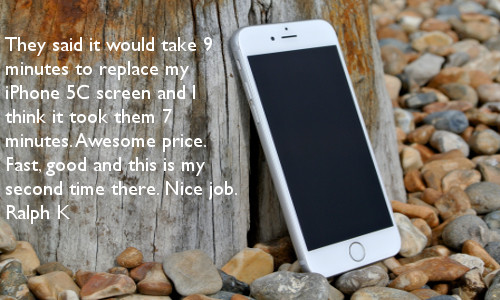 They said it would take 9
minutes to replace my
iPhone 5C screen and I
think it took them 7
minutes. Awesome price.
Fast, good and this is my
second time there. Nice job.
Ralph K